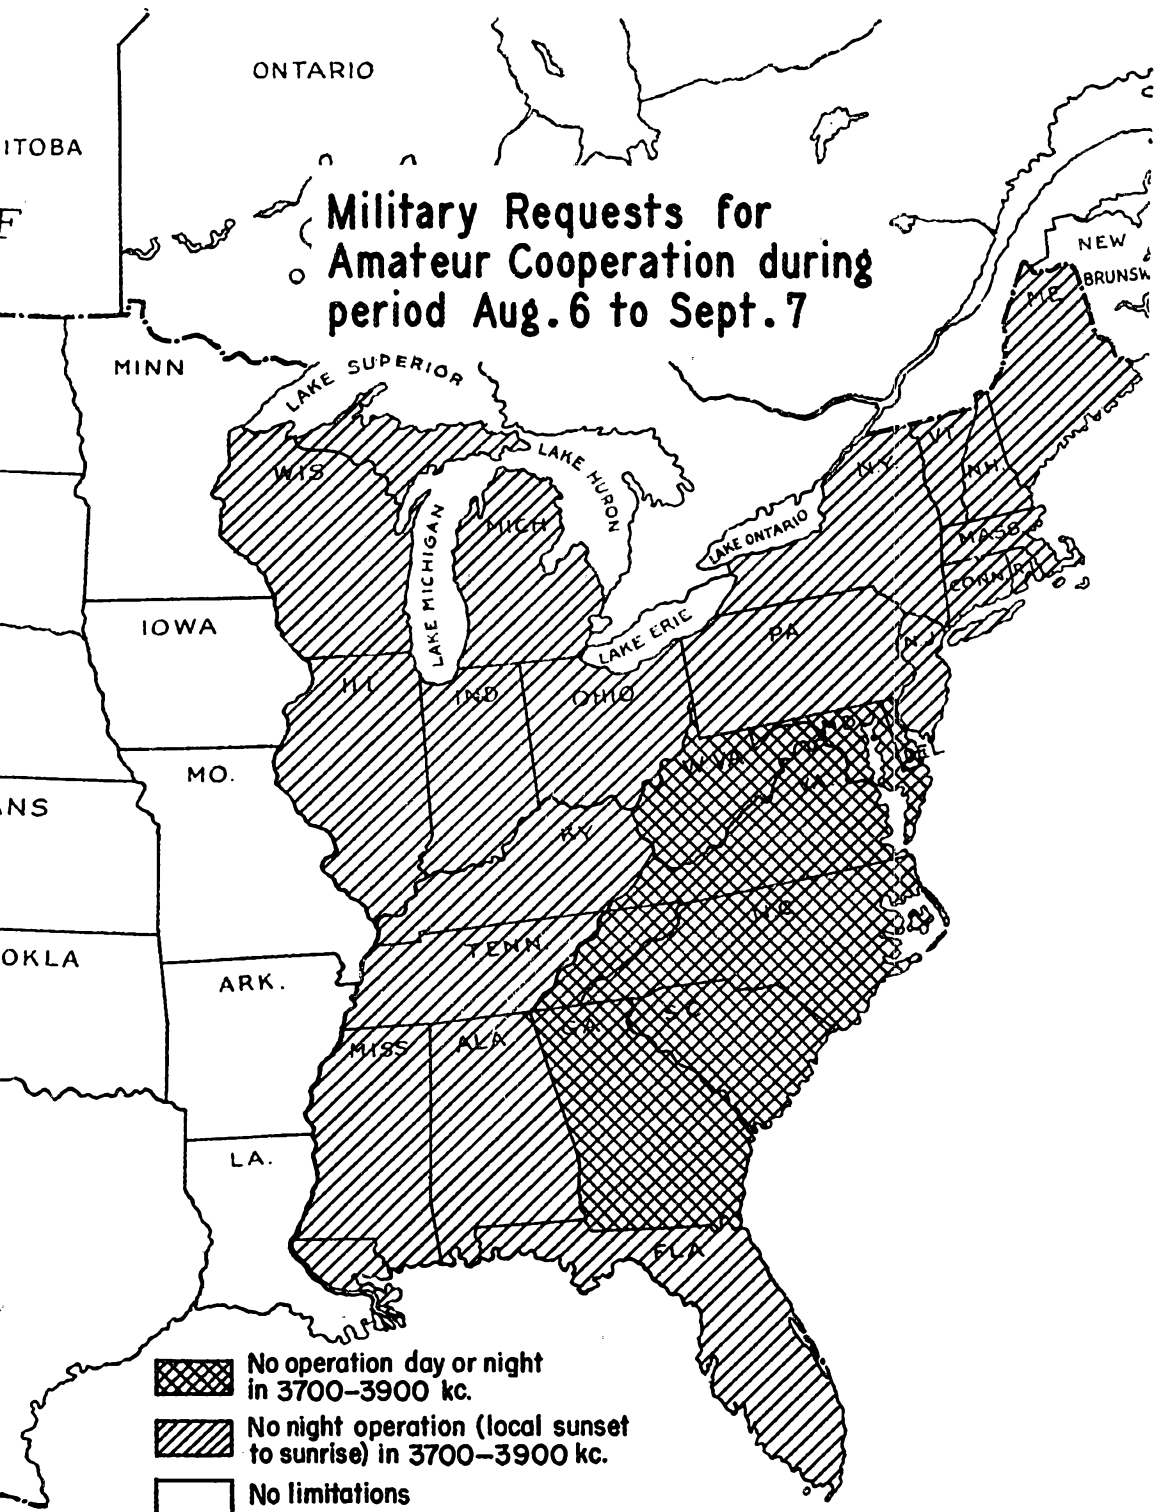 ONTARIO
ITOBA
F
Military Requests for
Amateur Cooperation during
period Aug. 6 to Sept. 7
NEW
BRUNSW
ME
MINN
LAKE SUPERIOR
WIS
LAKE HURON
MICH
LAKE MICHIGAN
LAKE ONTARIO
N.Y.
VT
N.H.
MASS
CONN
R.I.
IOWA
LAKE ERIE
PA
N.J.
ILL
IND
OHIO
MO.
W VA
MD
DEL
VA
ANS
KY
N C
TENN.
OKLA
ARK.
S C
GA
MISS
ALA
LA.
FLA
No operation day or night
in 3700–3900 kc.
No night operation (local sunset
to sunrise) in 3700–3900 kc.
No limitations